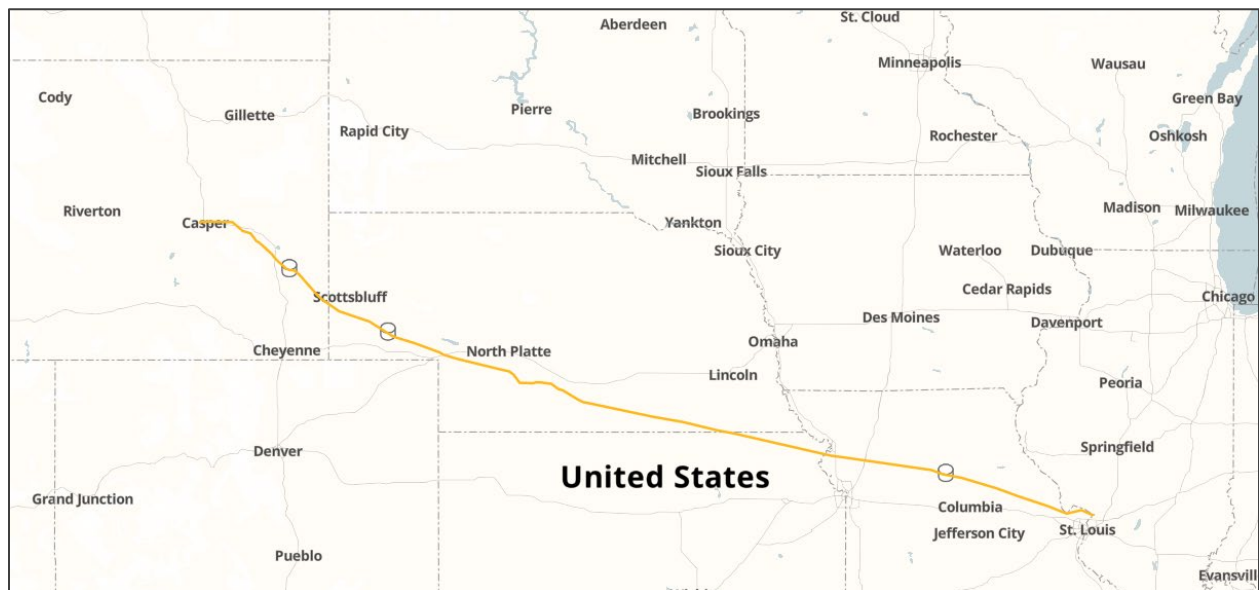 Aberdeen
St. Cloud
Minneapolis
Wausau
Cody
Green Bay
Gillette
Pierre
Brookings
Rapid City
Rochester
Oshkosh
Mitchell
Sioux Falls
Riverton
Casper
Yankton
Madison
Milwaukee
Sioux City
Waterloo
Dubuque
Scottsbluff
Cedar Rapids
Chicago
Des Moines
Davenport
Cheyenne
North Platte
Omaha
Lincoln
Peoria
Denver
Springfield
United States
Grand Junction
Columbia
Jefferson City
St. Louis
Pueblo
Evansvill